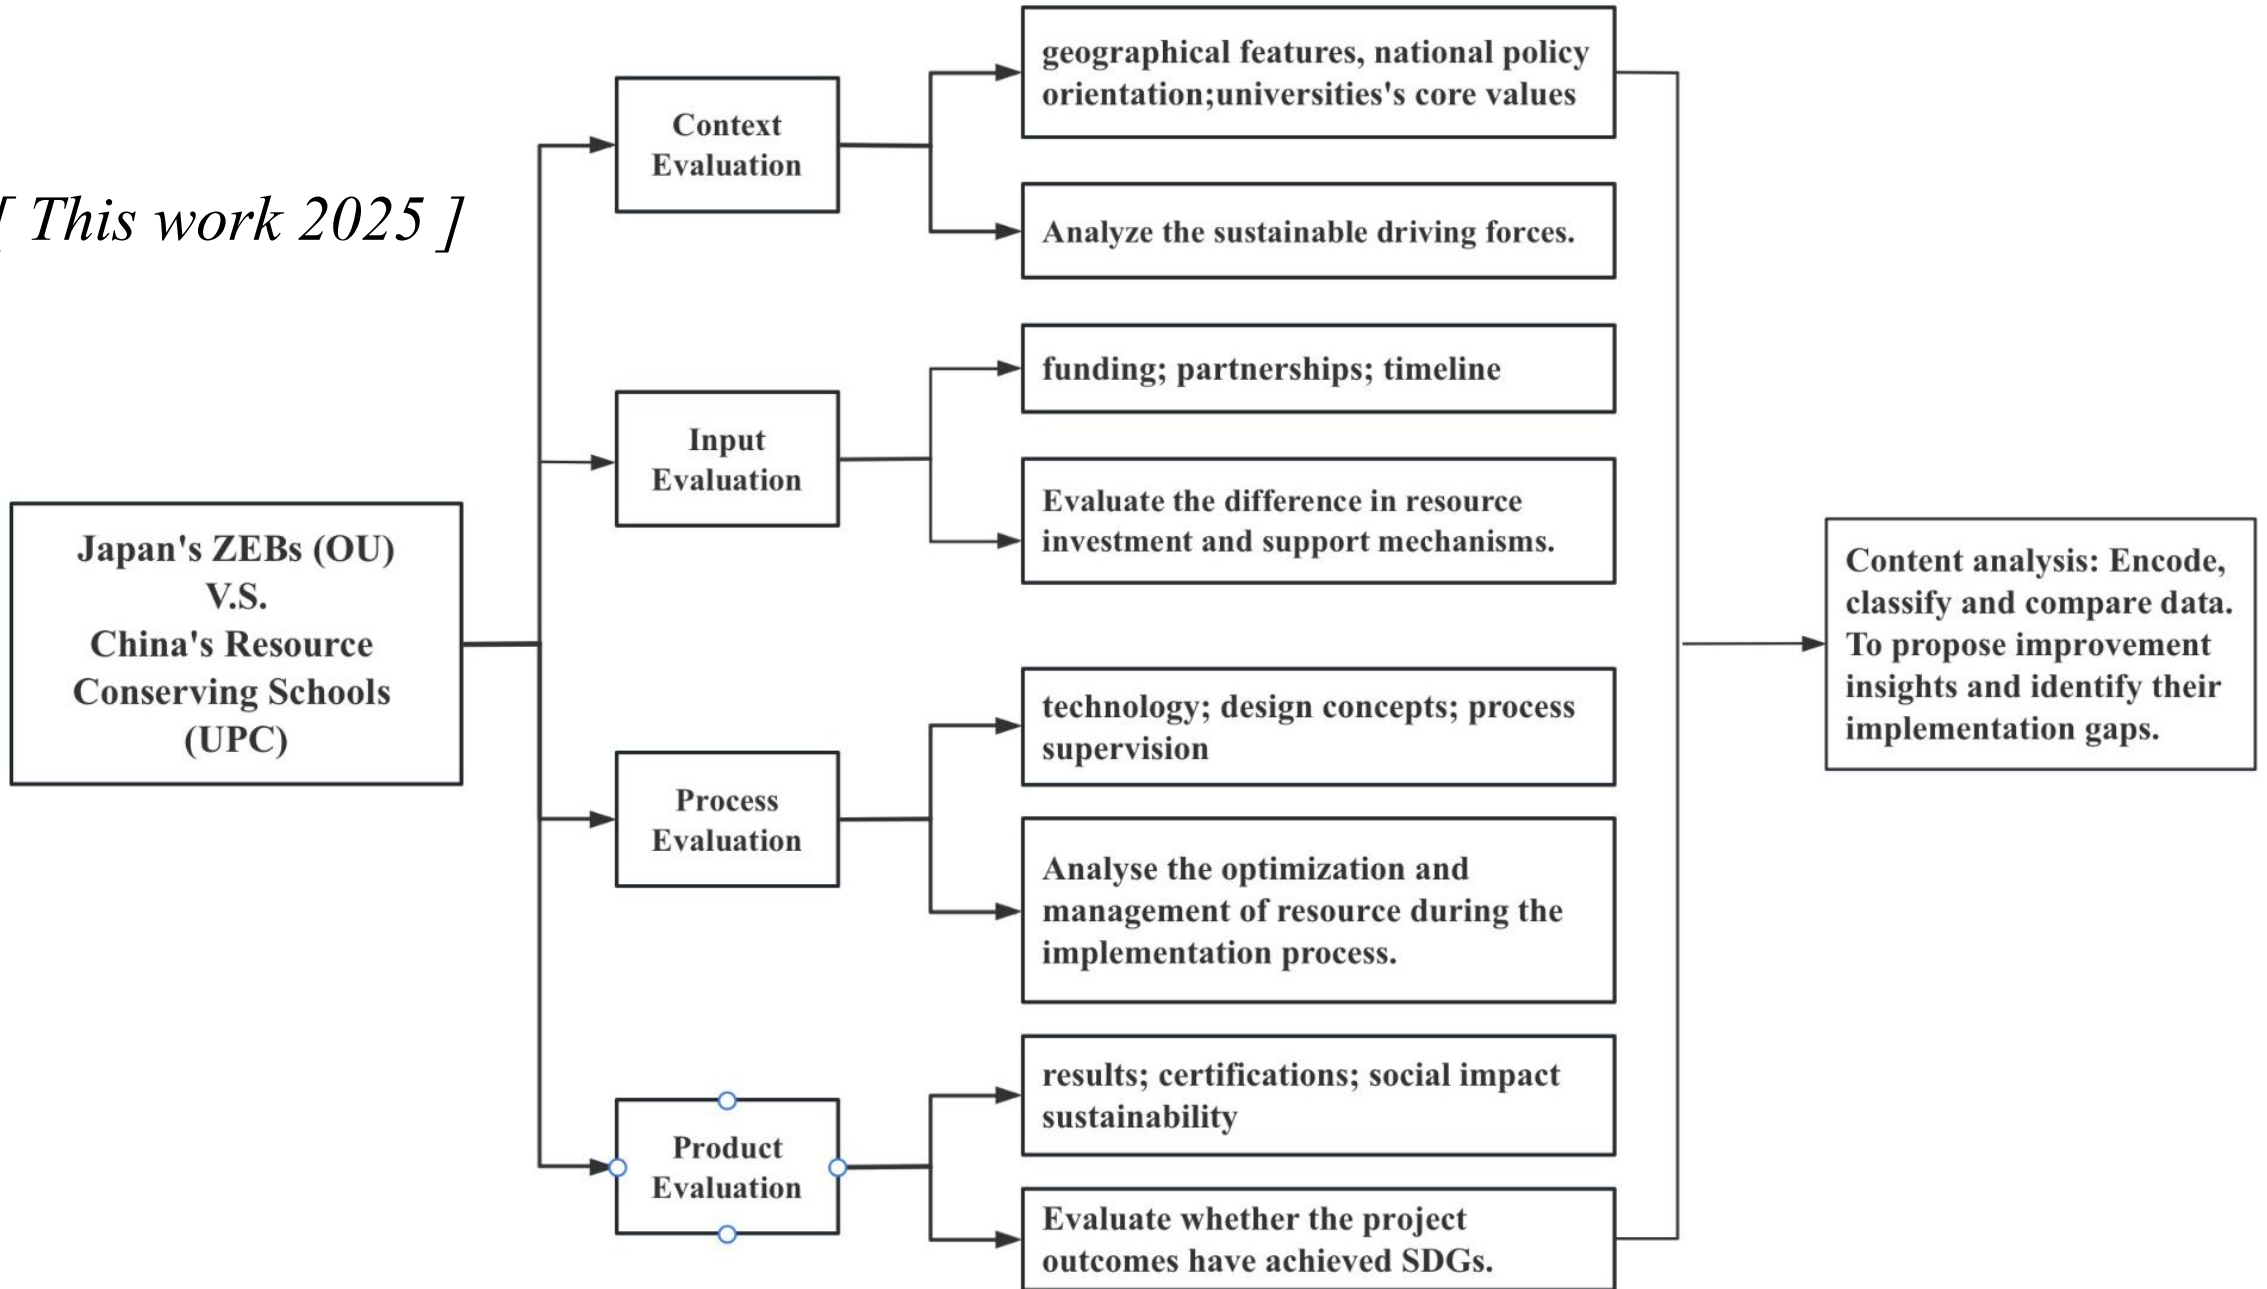 [ This work 2025 ]
Japan's ZEBs (OU)
V.S.
China's Resource
Conserving Schools
(UPC)
Context
Evaluation
geographical features, national policy
orientation;universities's core values
Analyze the sustainable driving forces.
Input
Evaluation
funding; partnerships; timeline
Evaluate the difference in resource
investment and support mechanisms.
Process
Evaluation
technology; design concepts; process
supervision
Analyse the optimization and
management of resource during the
implementation process.
Product
Evaluation
results; certifications; social impact
sustainability
Evaluate whether the project
outcomes have achieved SDGs.
Content analysis: Encode,
classify and compare data.
To propose improvement
insights and identify their
implementation gaps.